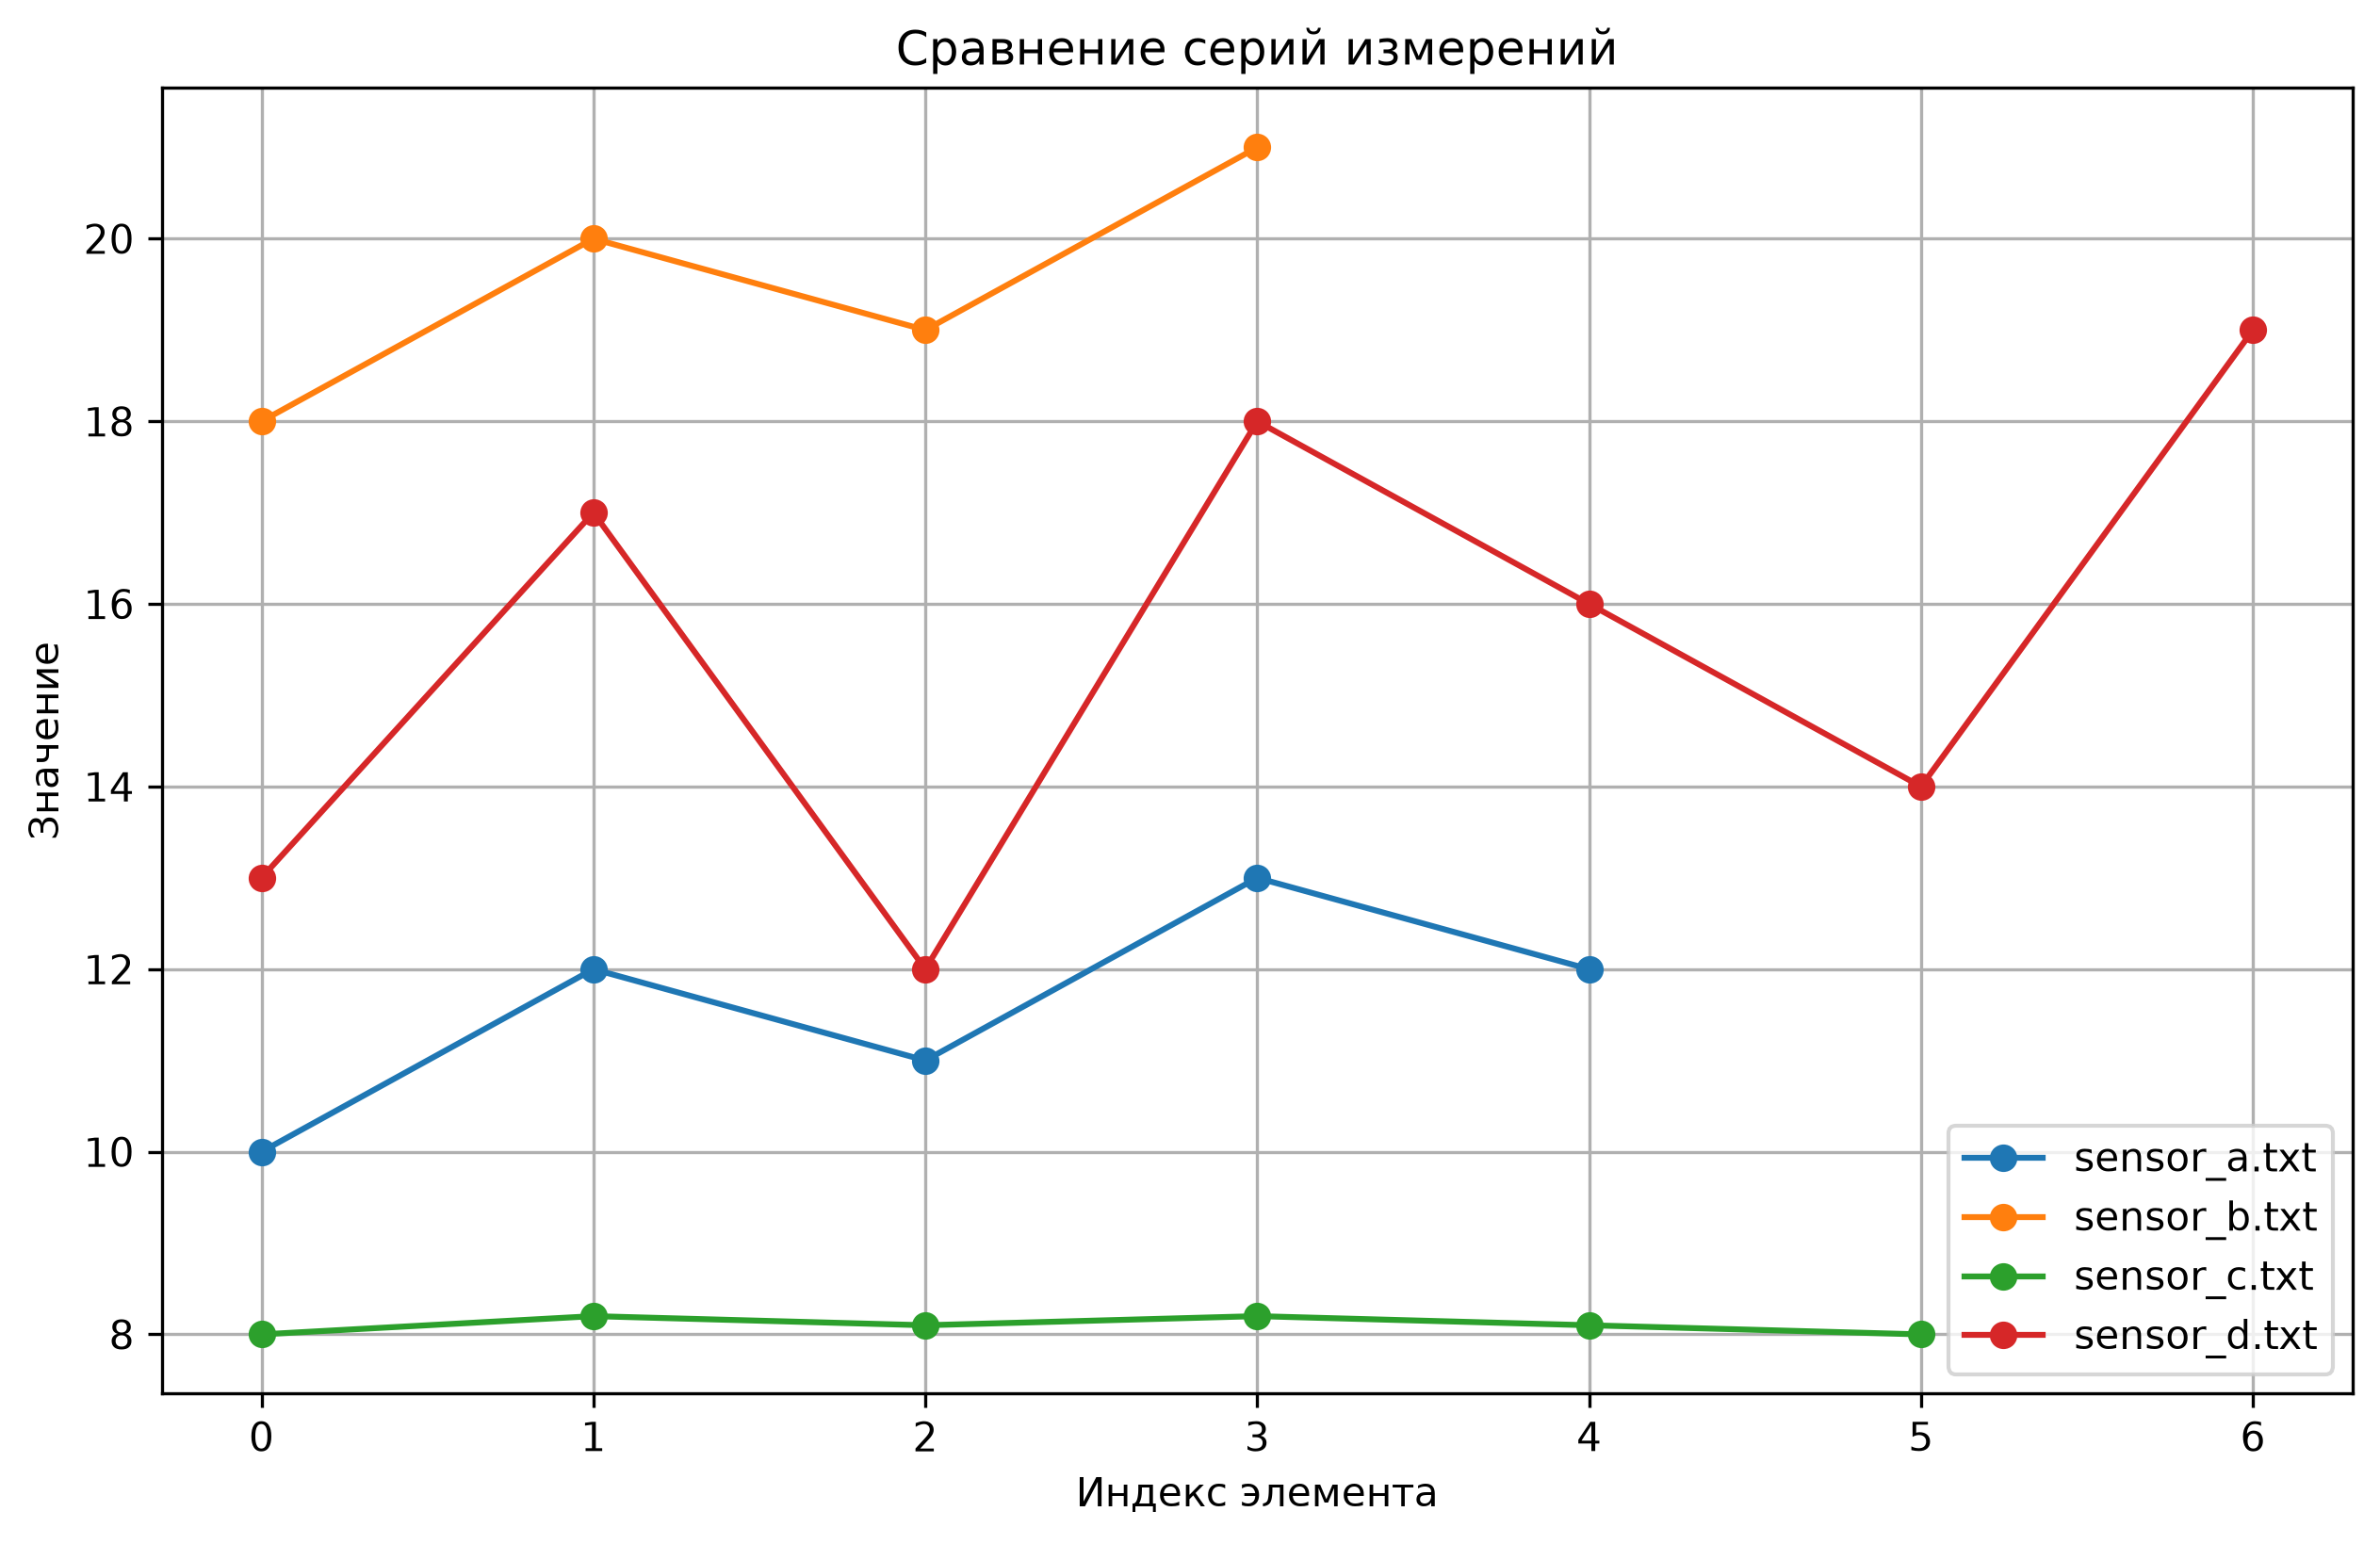 Сравнение серий измерений
Значение
20
18
16
14
12
10
8
0 1 2 3 4 5 6
Индекс элемента
sensor_a.txt
sensor_b.txt
sensor_c.txt
sensor_d.txt